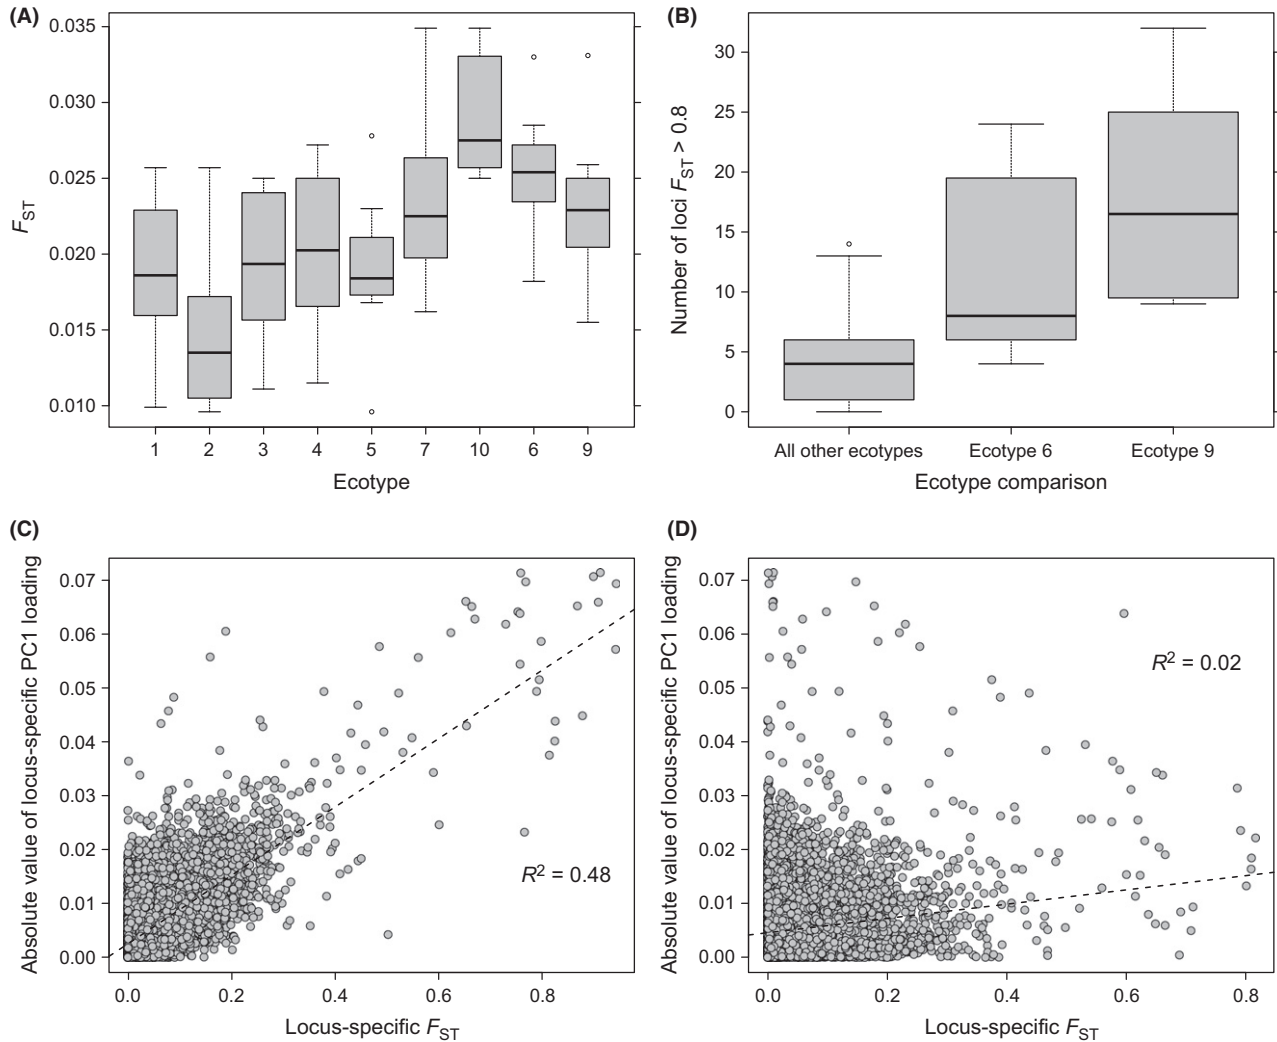 (A)
0.035
0.030
0.025
0.020
0.015
0.010
FST
1 2 3 4 5 7 10 6 9
Ecotype
(B)
30
25
20
15
10
5
0
Number of loci FST > 0.8
All other ecotypes Ecotype 6 Ecotype 9
Ecotype comparison
(C)
0.07
0.06
0.05
0.04
0.03
0.02
0.01
0.00
Absolute value of locus-specific PC1 loading
R2 = 0.48
0.0 0.2 0.4 0.6 0.8
Locus-specific FST
(D)
0.07
0.06
0.05
0.04
0.03
0.02
0.01
0.00
Absolute value of locus-specific PC1 loading
R2 = 0.02
0.0 0.2 0.4 0.6 0.8
Locus-specific FST